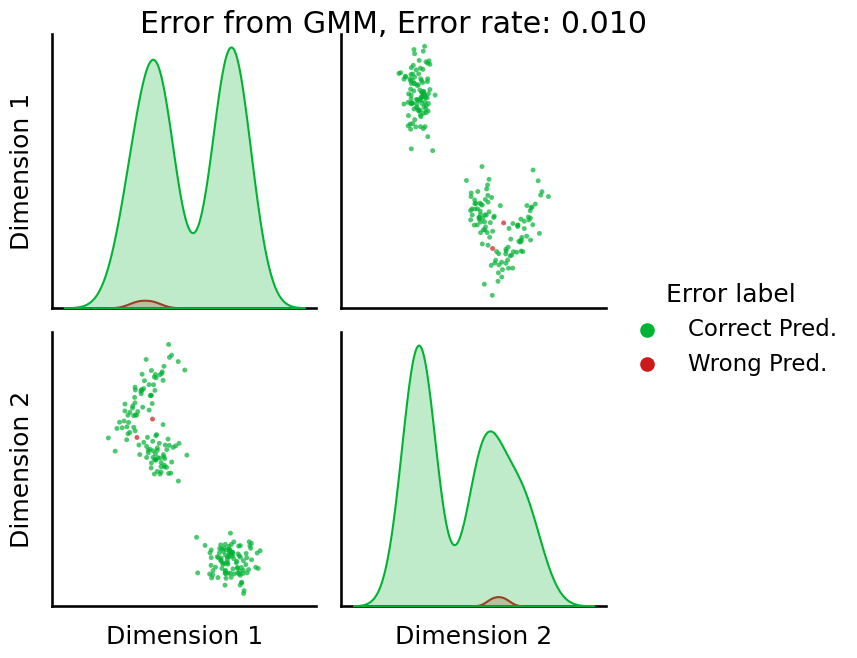 Error from GMM, Error rate: 0.010
Dimension 1
Error label
Correct Pred.
Wrong Pred.
Dimension 2
Dimension 1
Dimension 2